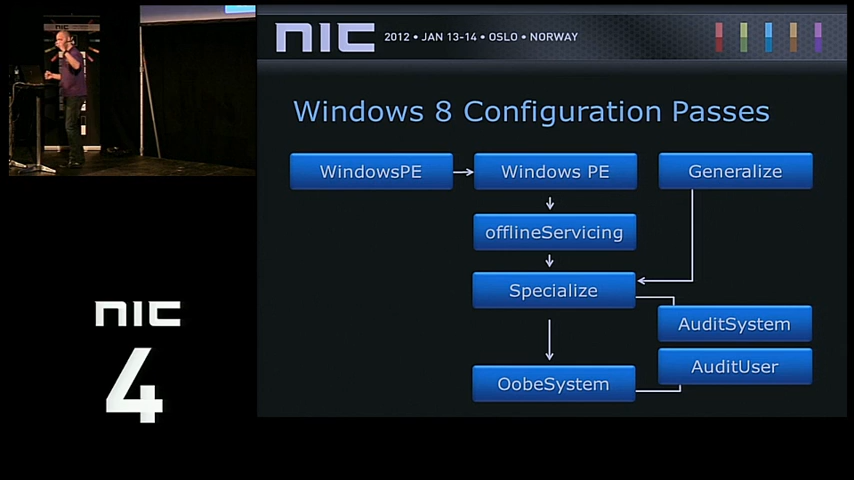 NIC
2012 • JAN 13-14 • OSLO • NORWAY
Windows 8 Configuration Passes
WindowsPE
Windows PE
Generalize
offlineServicing
Specialize
AuditSystem
AuditUser
OobeSystem
NIC
4